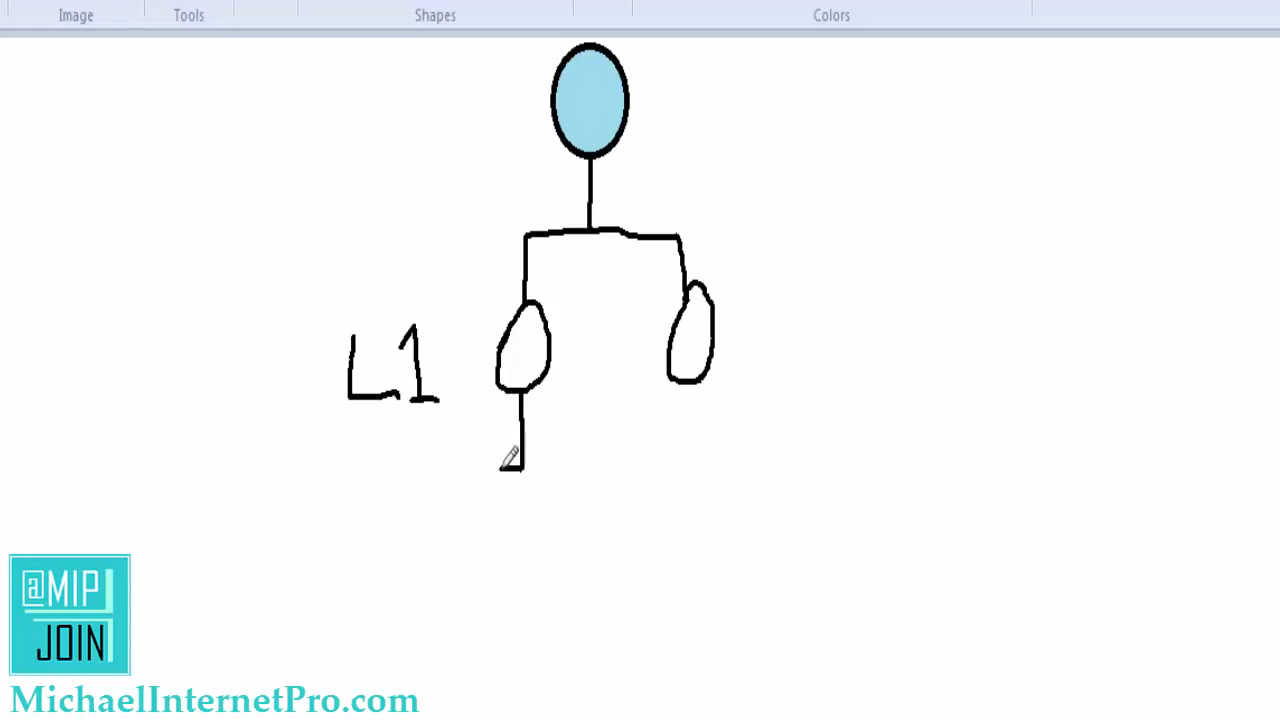 Image Tools Shapes Colors
L1
@MIP
JOIN
MichaelInternetPro.com